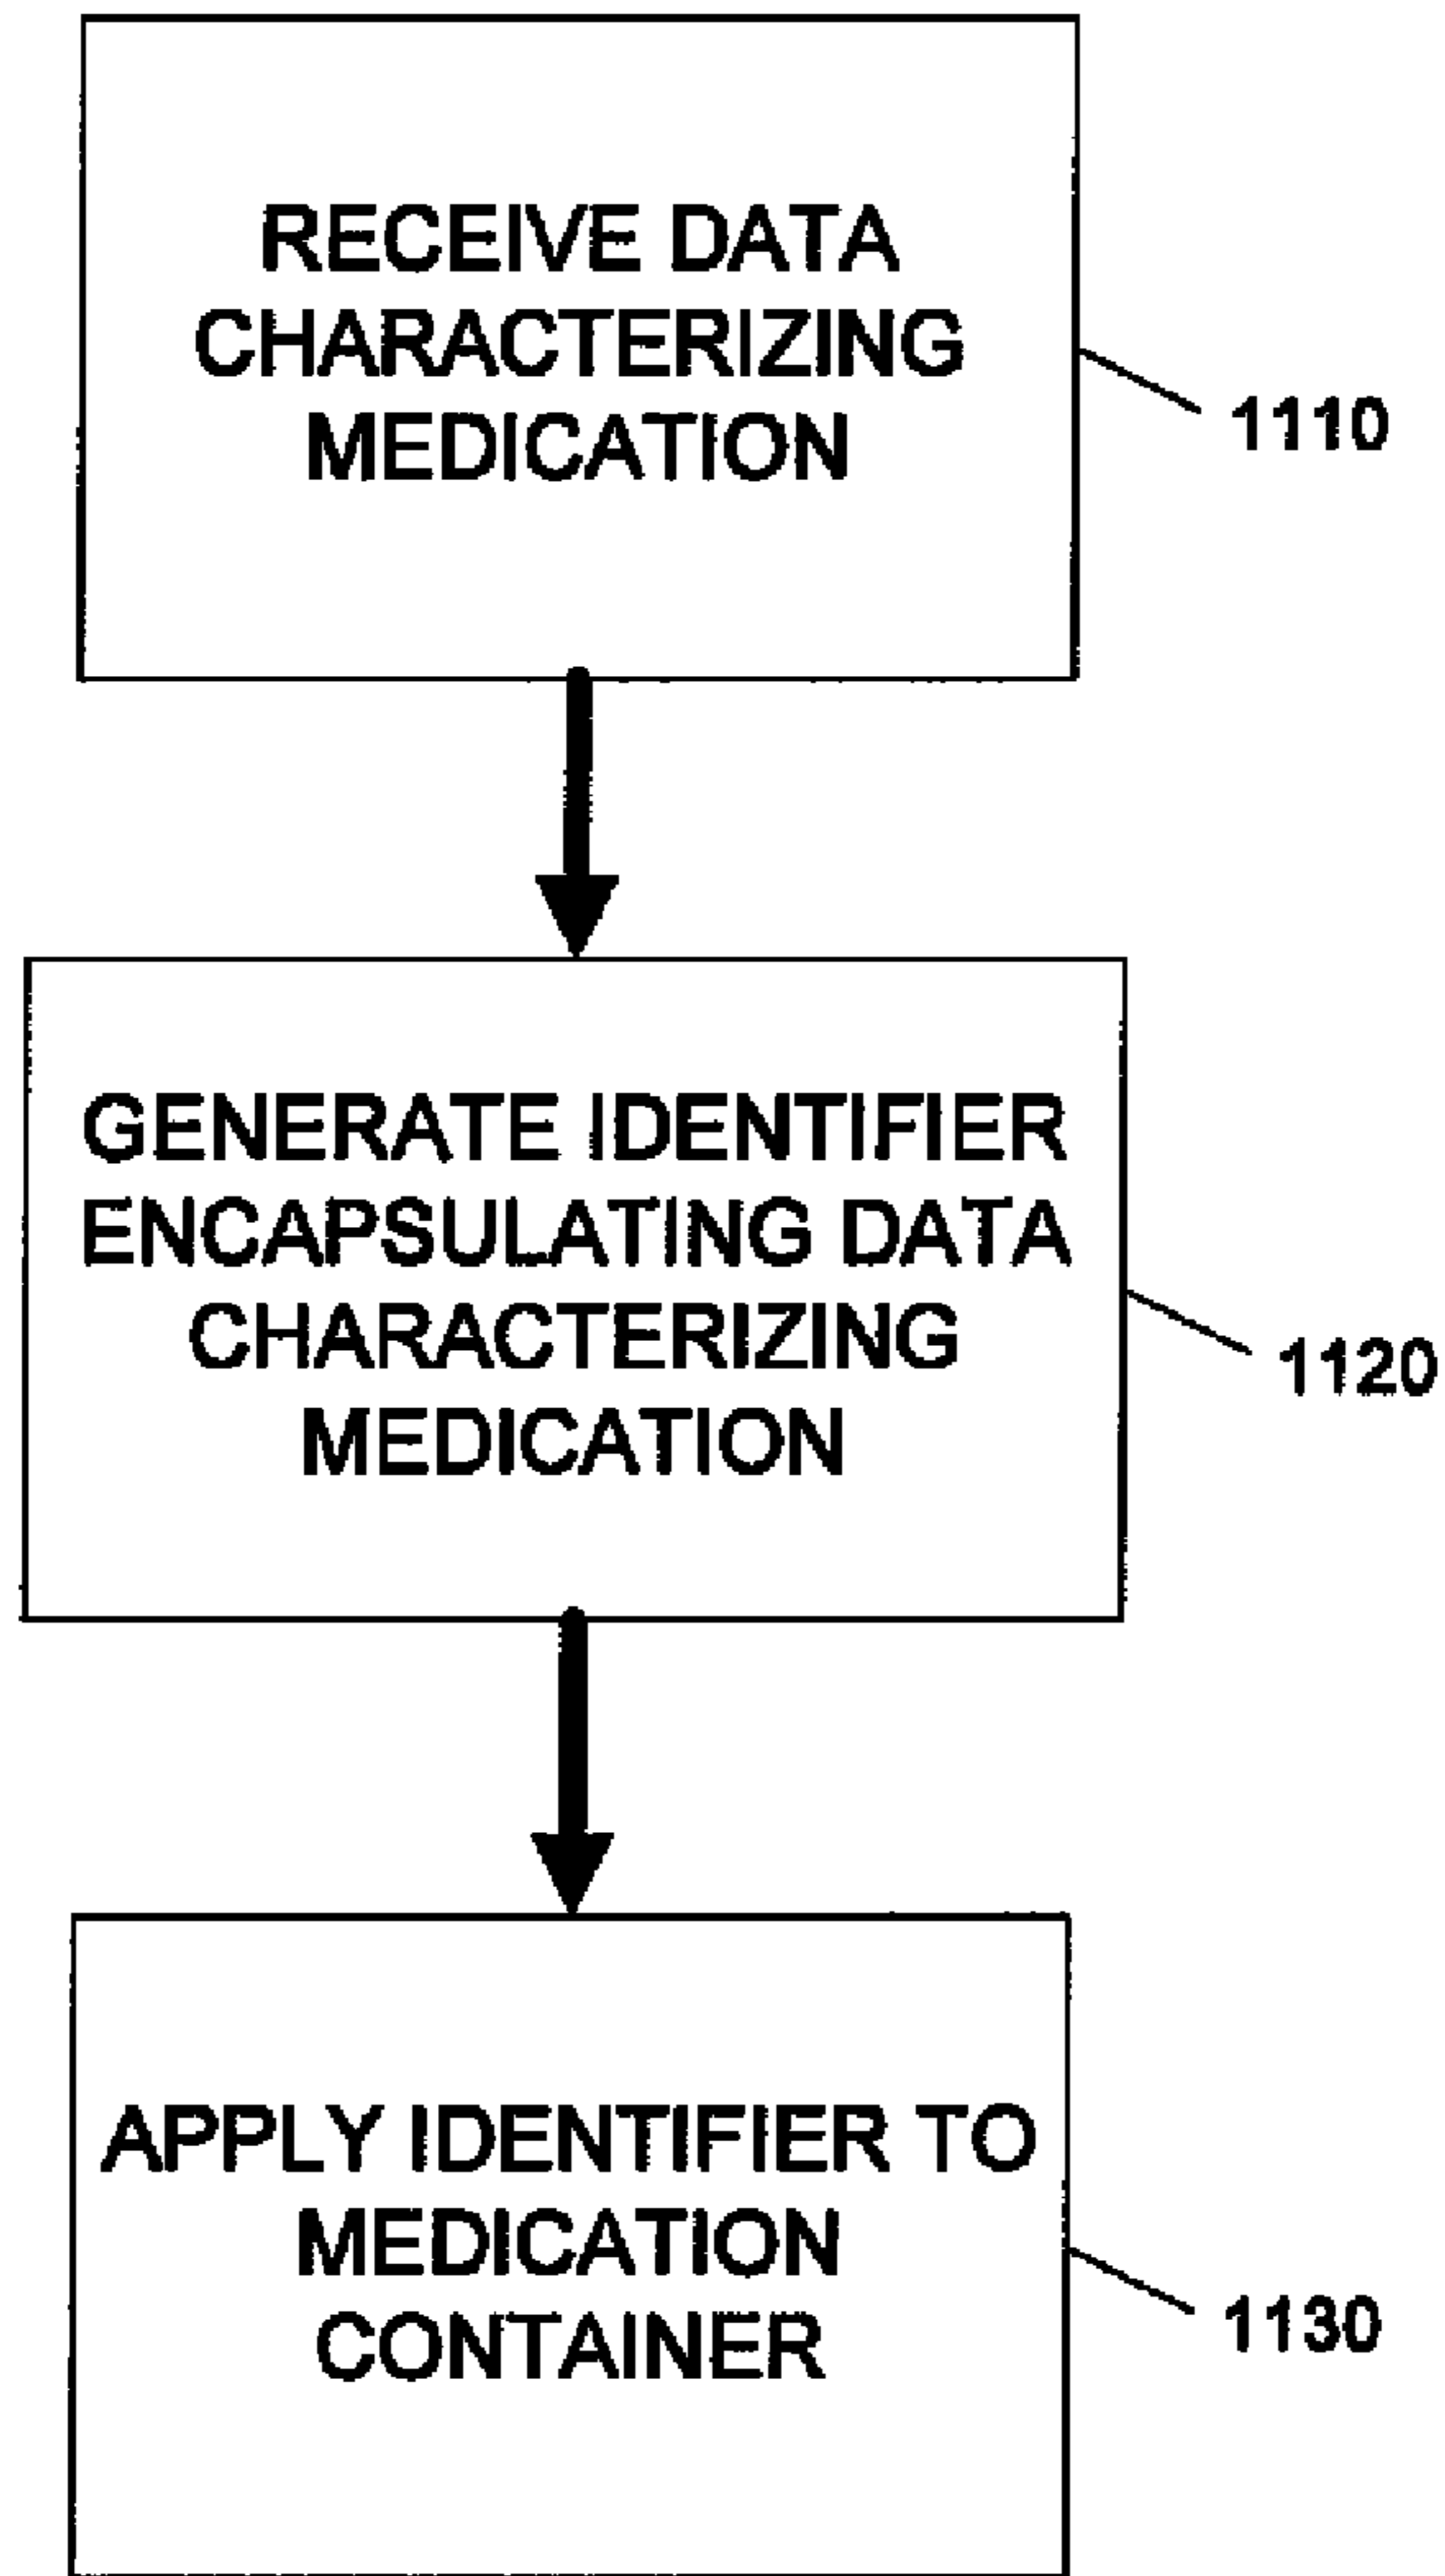 RECEIVE DATA
CHARACTERIZING
MEDICATION
1110
GENERATE IDENTIFIER
ENCAPSULATING DATA
CHARACTERIZING
MEDICATION
1120
APPLY IDENTIFIER TO
MEDICATION
CONTAINER
1130